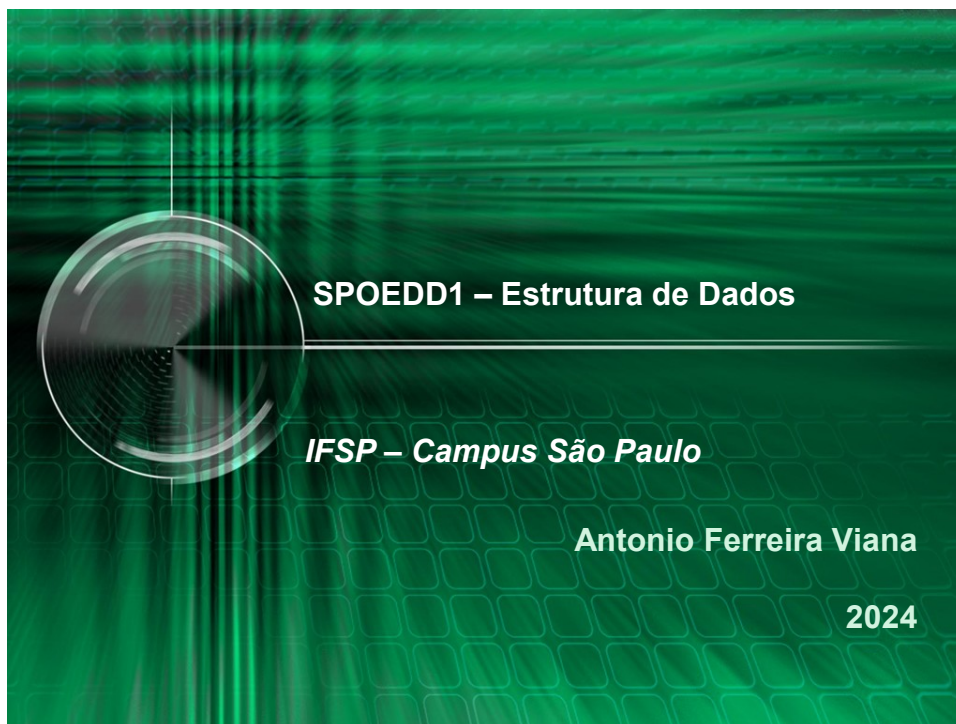 SPOEDD1 – Estrutura de Dados
IFSP – Campus São Paulo
Antonio Ferreira Viana
2024